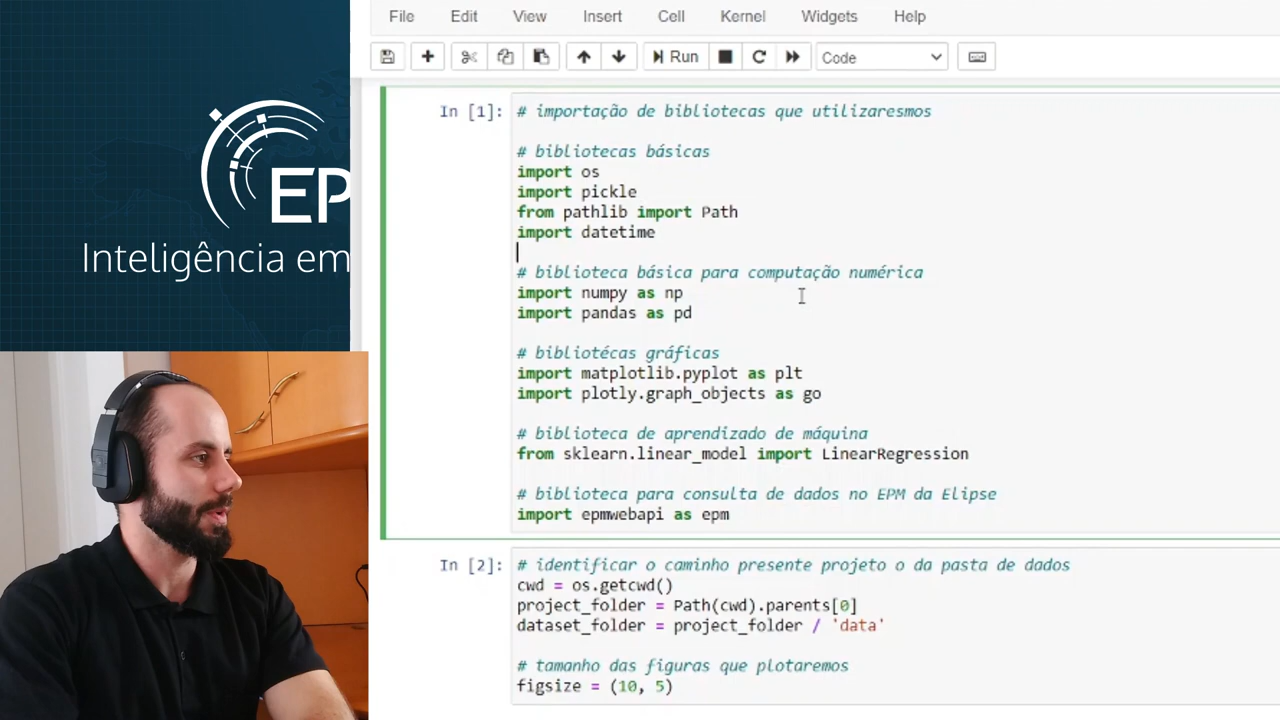 EP
Inteligência em
File Edit View Insert Cell Kernel Widgets Help
Run Code
In [1]:
# importação de bibliotecas que utilizaresmos
# bibliotecas básicas
import os
import pickle
from pathlib import Path
import datetime
# biblioteca básica para computação numérica
import numpy as np
import pandas as pd
# bibliotécas gráficas
import matplotlib.pyplot as plt
import plotly.graph_objects as go
# biblioteca de aprendizado de máquina
from sklearn.linear_model import LinearRegression
# biblioteca para consulta de dados no EPM da Elipse
import epmwebapi as epm
In [2]:
# identificar o caminho presente projeto o da pasta de dados
cwd = os.getcwd()
project_folder = Path(cwd).parents[0]
dataset_folder = project_folder / 'data'
# tamanho das figuras que plotaremos
figsize = (10, 5)